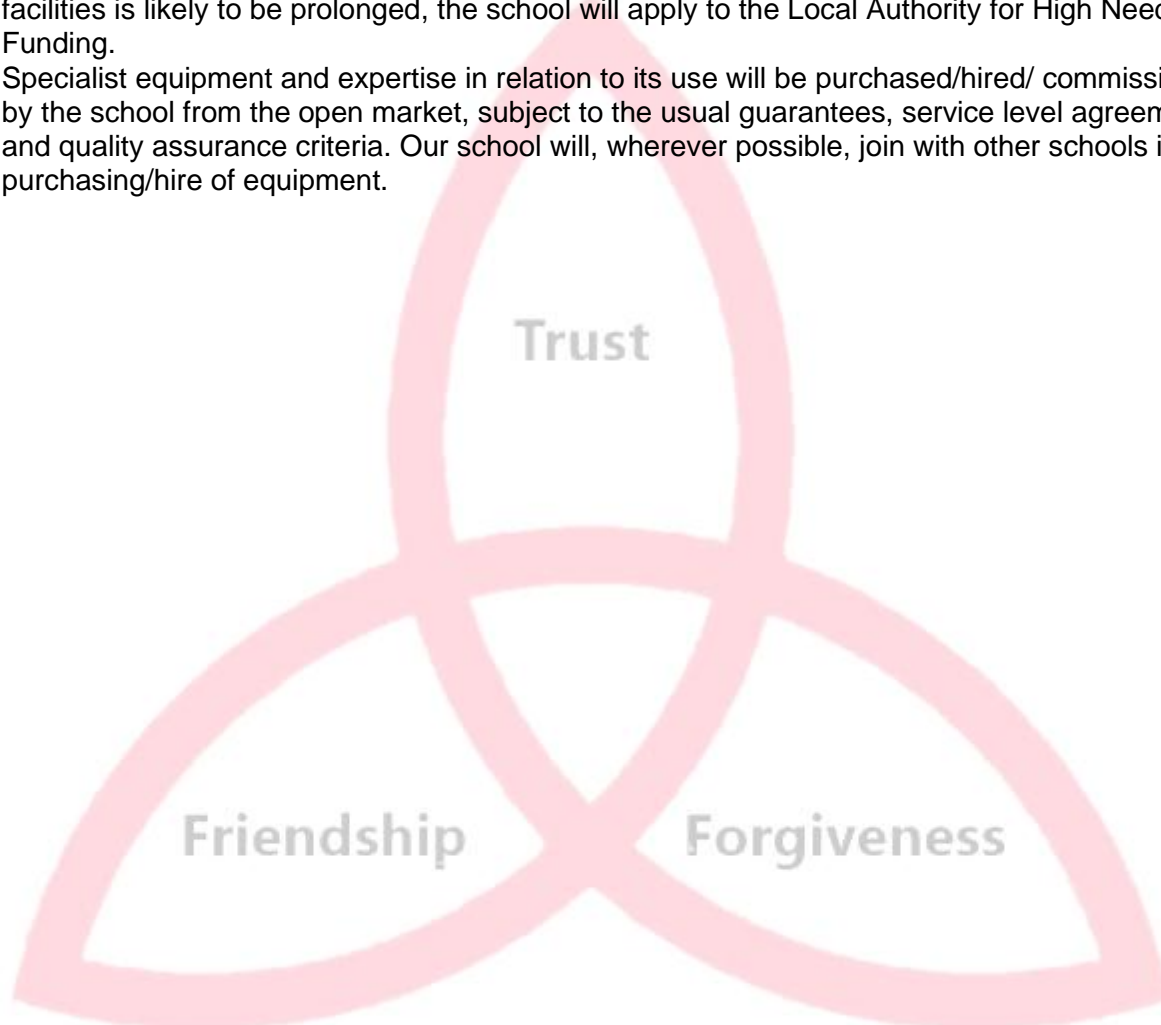 facilities is likely to be prolonged, the school will apply to the Local Authority for High Need
Funding.
Specialist equipment and expertise in relation to its use will be purchased/hired/ commissi
by the school from the open market, subject to the usual guarantees, service level agreem
and quality assurance criteria. Our school will, wherever possible, join with other schools i
purchasing/hire of equipment.
Trust
Friendship Forgiveness